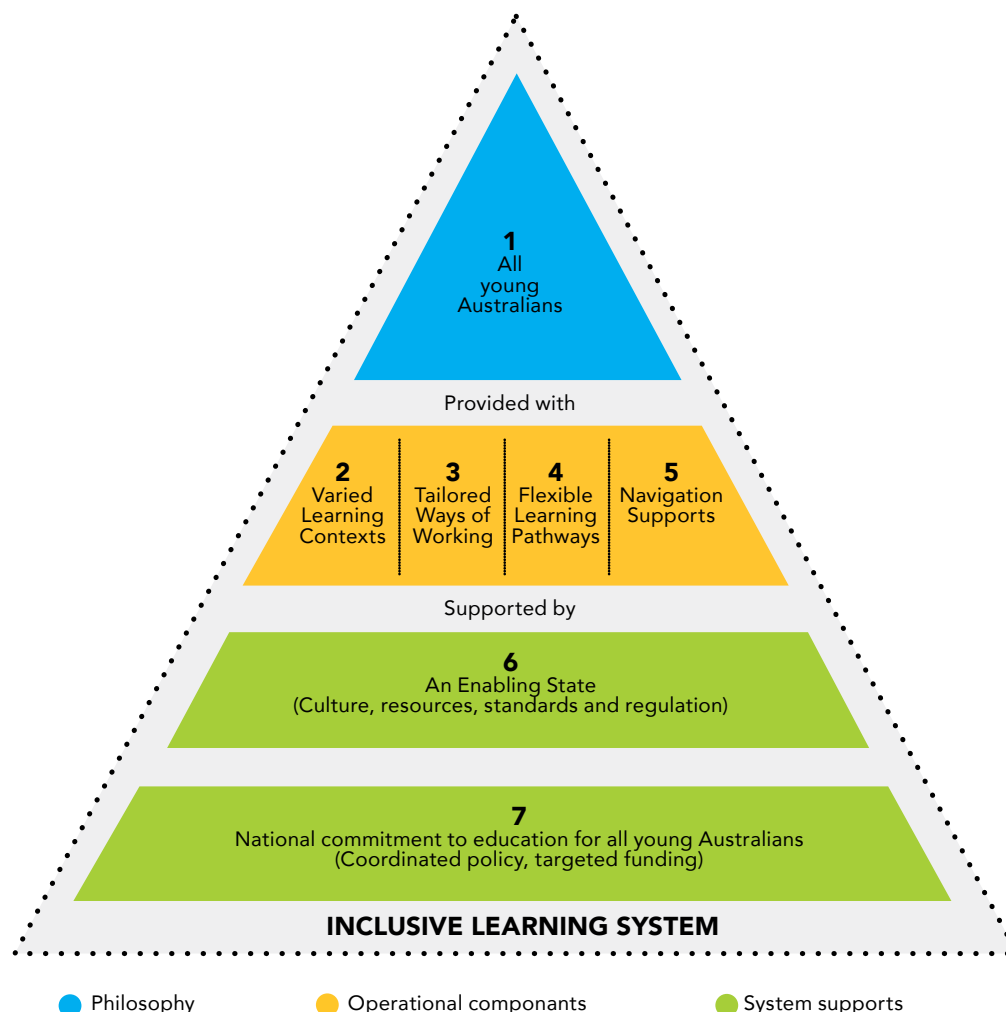 1
All
young
Australians
Provided with
2
Varied
Learning
Contexts
3
Tailored
Ways of
Working
4
Flexible
Learning
Pathways
5
Navigation
Supports
Supported by
6
An Enabling State
(Culture, resources, standards and regulation)
7
National commitment to education for all young Australians
(Coordinated policy, targeted funding)
INCLUSIVE LEARNING SYSTEM
Philosophy
Operational componants
System supports